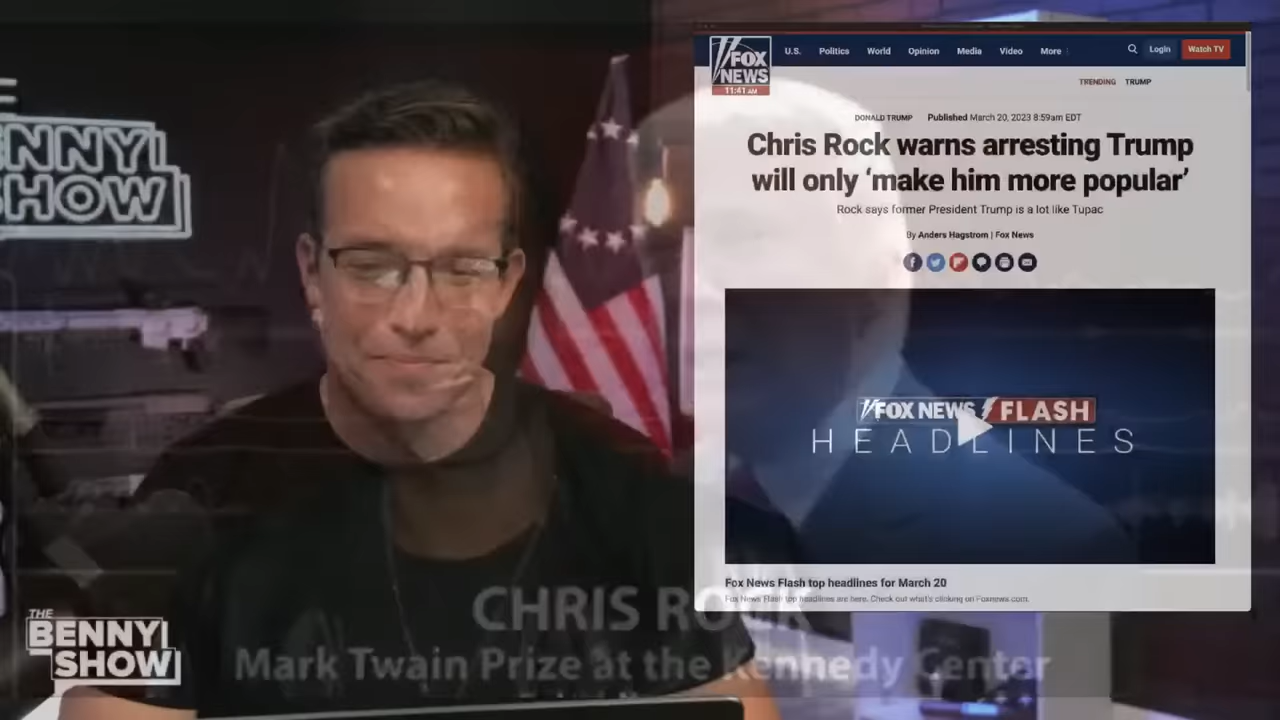 NNY
SHOW
FOX
NEWS
11:41 AM
U.S. Politics World Opinion Media Video More Login Watch TV
TRENDING TRUMP
DONALD TRUMP Published March 20, 2023 8:59am EDT
Chris Rock warns arresting Trump
will only ‘make him more popular’
Rock says former President Trump is a lot like Tupac
By Anders Hagstrom | Fox News
FOX NEWS FLASH
HEADLINES
Fox News Flash top headlines for March 20
Fox News Flash top headlines are here. Check out what's clicking on Foxnews.com.
CHRIS ROCK
Mark Twain Prize at the Kennedy Center
THE
BENNY
SHOW